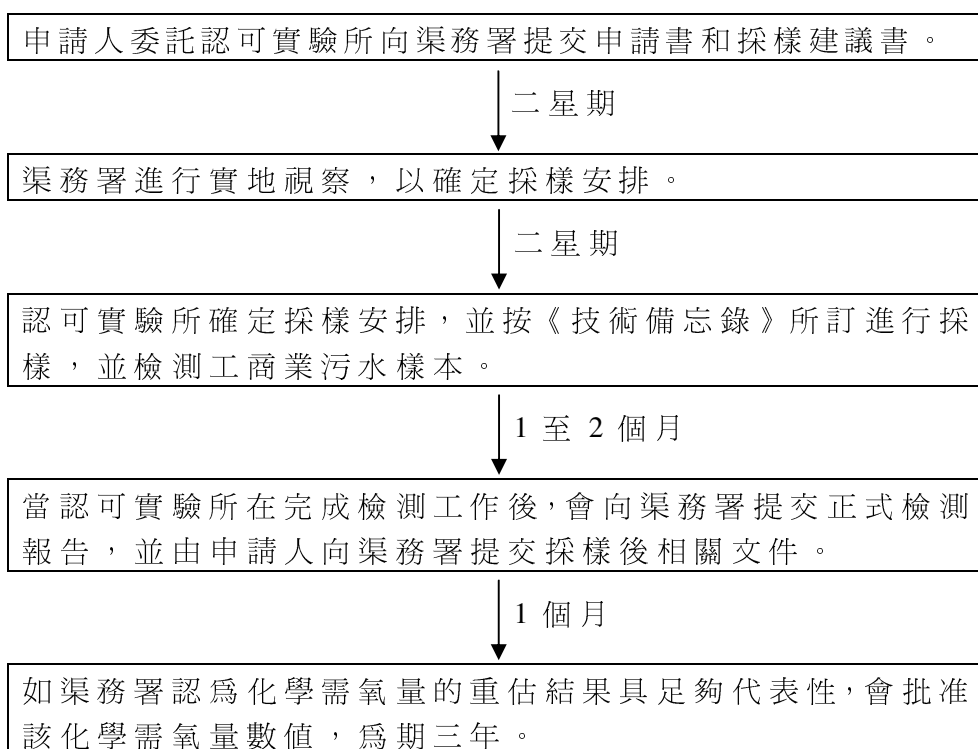 申請人委託認可實驗所向渠務署提交申請書和採樣建議書。
二星期
渠務署進行實地視察，以確定採樣安排。
二星期
認可實驗所確定採樣安排，並按《技術備忘錄》所訂進行採
樣，並檢測工商業污水樣本。
1 至 2 個月
當認可實驗所在完成檢測工作後，會向渠務署提交正式檢測
報告，並由申請人向渠務署提交採樣後相關文件。
1 個月
如渠務署認爲化學需氧量的重估結果具足夠代表性，會批准
該化學需氧量數值，爲期三年。